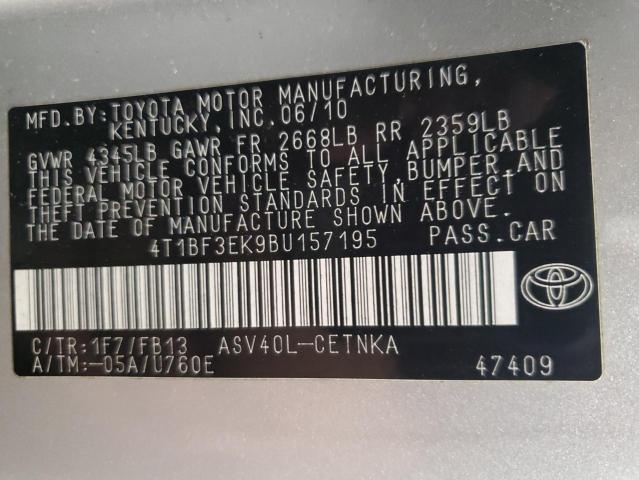 MFD.BY:TOYOTA MOTOR MANUFACTURING,
KENTUCKY,INC.06/10
GVWR 4345LB GAWR FR 2668LB RR 2359LB
THIS VEHICLE CONFORMS TO ALL APPLICABLE
FEDERAL MOTOR VEHICLE SAFETY,BUMPER,AND
THEFT PREVENTION STANDARDS IN EFFECT ON
THE DATE OF MANUFACTURE SHOWN ABOVE.
4T1BF3EK9BU157195 PASS.CAR
C/TR:1F7/FB13 ASV40L-CETNKA
A/TM:-05A/U760E 47409